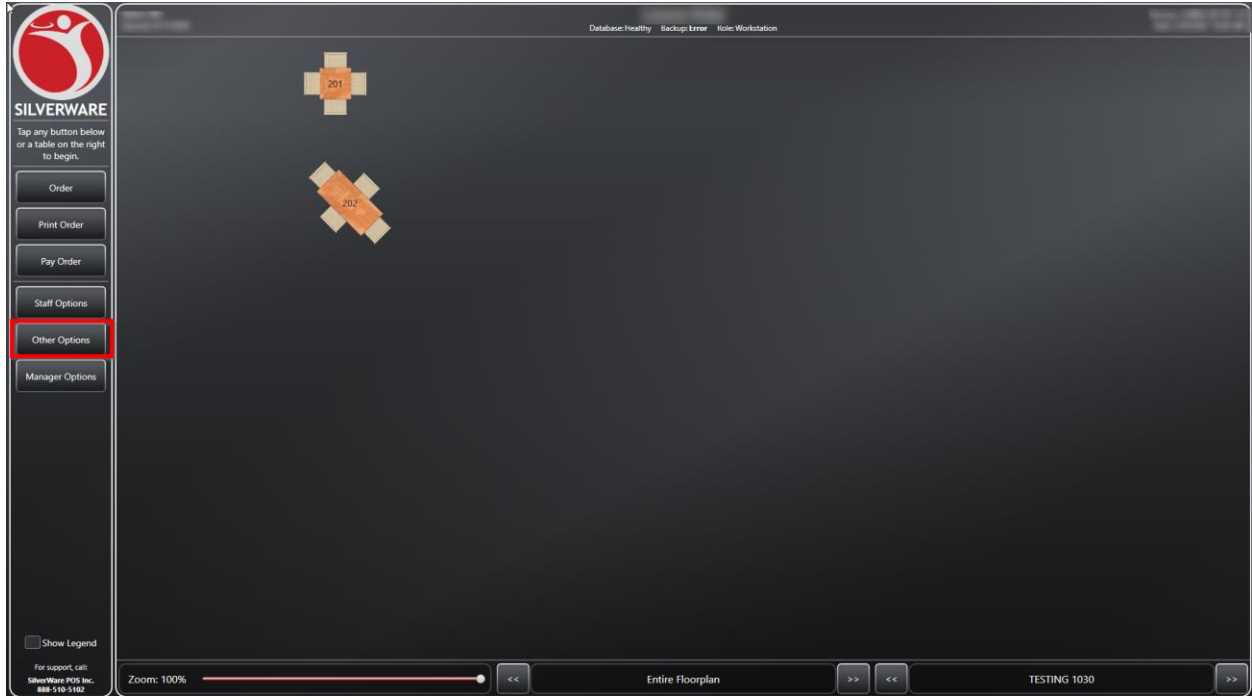 SILVERWARE
Tap any button below
or a table on the right
to begin.
Order
Print Order
Pay Order
Staff Options
Other Options
Manager Options
Show Legend
For support, call:
SilverWare POS Inc.
888-510-5102
Database: Healthy Backup: Error Role: Workstation
201
202
Zoom: 100%
<<
Entire Floorplan
>>
<<
TESTING 1030
>>